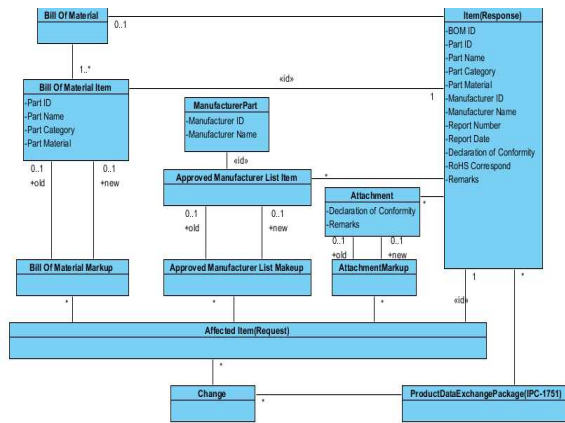 Bill Of Material
0..1
Item(Response)
-BOM ID
-Part ID
-Part Name
-Part Category
-Part Material
-Manufacturer ID
-Manufacturer Name
-Report Number
-Report Date
-Declaration of Conformity
-RoHS Correspond
-Remarks
1..*
«id»
1
Bill Of Material Item
-Part ID
-Part Name
-Part Category
-Part Material
ManufacturerPart
-Manufacturer ID
-Manufacturer Name
«id»
0..1
+old
0..1
+new
Approved Manufacturer List Item
*
Attachment
-Declaration of Conformity
-Remarks
*
0..1
+old
0..1
+new
0..1
+old
0..1
+new
Bill Of Material Markup
*
Approved Manufacturer List Makeup
*
AttachmentMarkup
*
1
«id»
*
Affected Item(Request)
*
Change
*
*
ProductDataExchangePackage(IPC-1751)